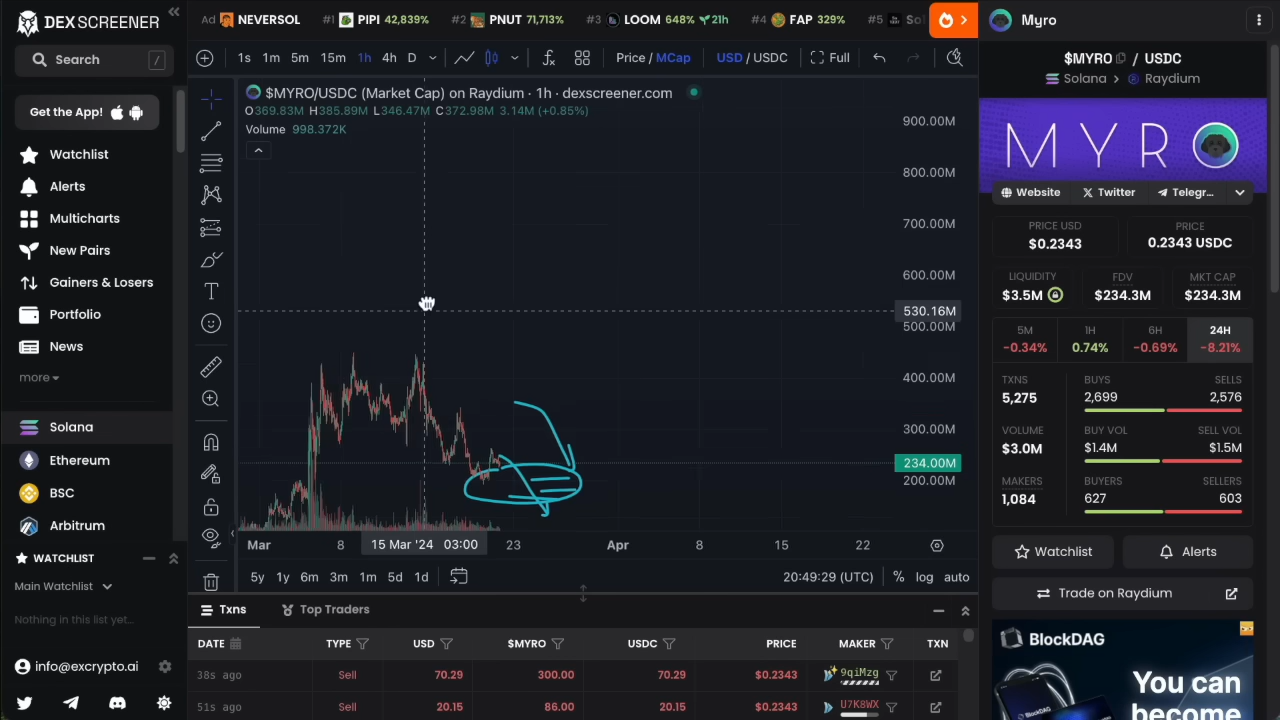 DEX SCREENER
Search /
Get the App!
Watchlist
Alerts
Multicharts
New Pairs
Gainers & Losers
Portfolio
News
more
Solana
Ethereum
BSC
Arbitrum
WATCHLIST
Main Watchlist
Nothing in this list yet…
info@excrypto.ai
Ad NEVERSOL #1 PIPI 42,839% #2 PNUT 71,713% #3 LOOM 648% 21h #4 FAP 329% #5
1s 1m 5m 15m 1h 4h D Price / MCap USD / USDC Full
$MYRO/USDC (Market Cap) on Raydium · 1h · dexscreener.com
O369.83M H385.89M L346.47M C372.98M 3.14M (+0.85%)
Volume 998.372K
900.00M
800.00M
700.00M
600.00M
530.16M
500.00M
400.00M
300.00M
234.00M
200.00M
Mar 8 15 Mar '24 03:00 23 Apr 8 15 22
5y 1y 6m 3m 1m 5d 1d 20:49:29 (UTC) % log auto
Txns Top Traders
DATE TYPE USD $MYRO USDC PRICE MAKER TXN
38s ago Sell 70.29 300.00 70.29 $0.2343 9qiMzg
51s ago Sell 20.15 86.00 20.15 $0.2343 U7K8WX
Myro
$MYRO / USDC
Solana > Raydium
MYRO
Website Twitter Telegr...
PRICE USD
$0.2343
PRICE
0.2343 USDC
LIQUIDITY
$3.5M
FDV
$234.3M
MKT CAP
$234.3M
5M
-0.34%
1H
0.74%
6H
-0.69%
24H
-8.21%
TXNS
5,275
BUYS
2,699
SELLS
2,576
VOLUME
$3.0M
BUY VOL
$1.4M
SELL VOL
$1.5M
MAKERS
1,084
BUYERS
627
SELLERS
603
Watchlist
Alerts
Trade on Raydium
BlockDAG
You can
become